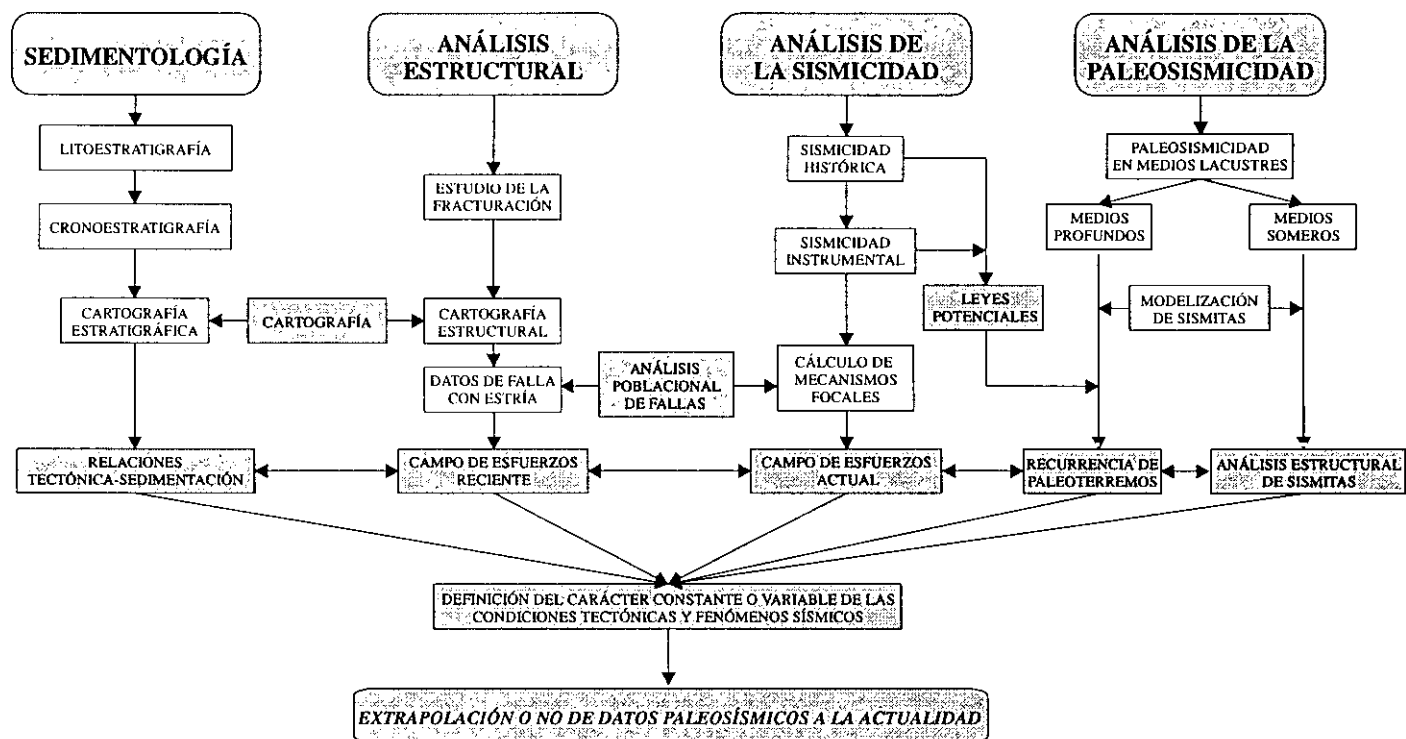 SEDIMENTOLOGÍA
ANÁLISIS
ESTRUCTURAL
ANÁLISIS DE
LA SISMICIDAD
ANÁLISIS DE LA
PALEOSISMICIDAD
LITOESTRATIGRAFÍA
CRONOESTRATIGRAFÍA
CARTOGRAFÍA
ESTRATIGRÁFICA
CARTOGRAFÍA
ESTUDIO DE LA
FRACTURACIÓN
CARTOGRAFÍA
ESTRUCTURAL
DATOS DE FALLA
CON ESTRÍA
ANÁLISIS
POBLACIONAL
DE FALLAS
SISMICIDAD
HISTÓRICA
SISMICIDAD
INSTRUMENTAL
LEYES
POTENCIALES
CÁLCULO DE
MECANISMOS
FOCALES
PALEOSISMICIDAD
EN MEDIOS LACUSTRES
MEDIOS
PROFUNDOS
MEDIOS
SOMEROS
MODELIZACIÓN
DE SISMITAS
RELACIONES
TECTÓNICA-SEDIMENTACIÓN
CAMPO DE ESFUERZOS
RECIENTE
CAMPO DE ESFUERZOS
ACTUAL
RECURRENCIA DE
PALEOTERREMOS
ANÁLISIS ESTRUCTURAL
DE SISMITAS
DEFINICIÓN DEL CARÁCTER CONSTANTE O VARIABLE DE LAS
CONDICIONES TECTÓNICAS Y FENÓMENOS SÍSMICOS
EXTRAPOLACIÓN O NO DE DATOS PALEOSÍSMICOS A LA ACTUALIDAD